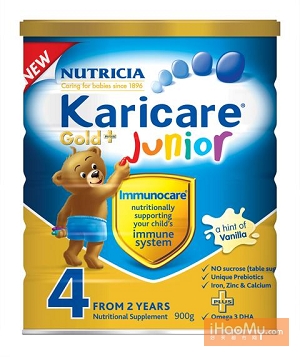 NEW
NUTRICIA
Caring for babies since 1896
Karicare®
Gold+
Junior
Immunocare®
nutritionally
supporting
your child's
immune
system
a hint of
Vanilla
NO sucrose (table su
Unique Prebiotics
Iron, Zinc & Calcium
PLUS
Omega 3 DHA
4 FROM 2 YEARS
Nutritional Supplement 900g
iHaoMu.com